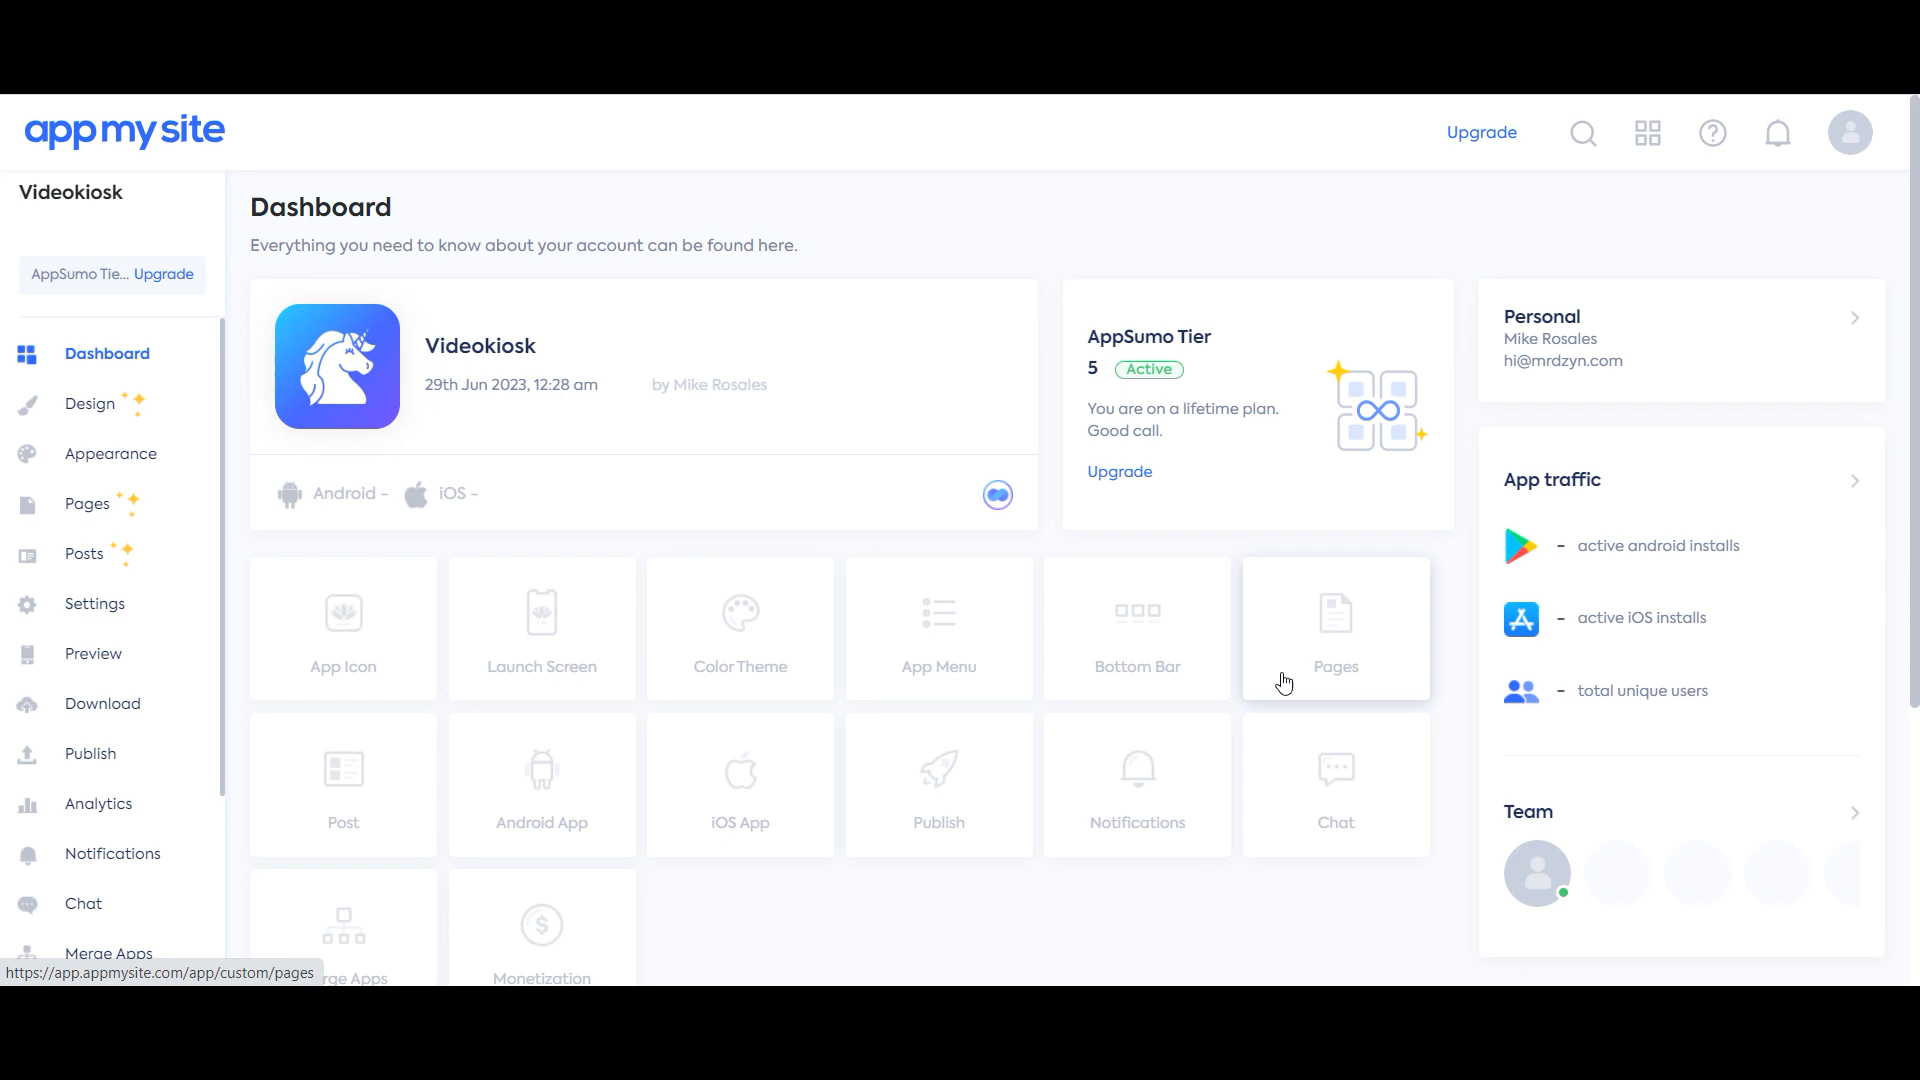 app my site
Upgrade
Videokiosk
AppSumo Tie... Upgrade
Dashboard
Design
Appearance
Pages
Posts
Settings
Preview
Download
Publish
Analytics
Notifications
Chat
Merge Apps
https://app.appmysite.com/app/custom/pages
Dashboard
Everything you need to know about your account can be found here.
Videokiosk
29th Jun 2023, 12:28 am by Mike Rosales
Android - iOS -
AppSumo Tier
5 Active
You are on a lifetime plan.
Good call.
Upgrade
App Icon
Launch Screen
Color Theme
App Menu
Bottom Bar
Pages
Post
Android App
iOS App
Publish
Notifications
Chat
rge Apps
Monetization
Personal
Mike Rosales
hi@mrdzyn.com
App traffic
- active android installs
- active iOS installs
- total unique users
Team